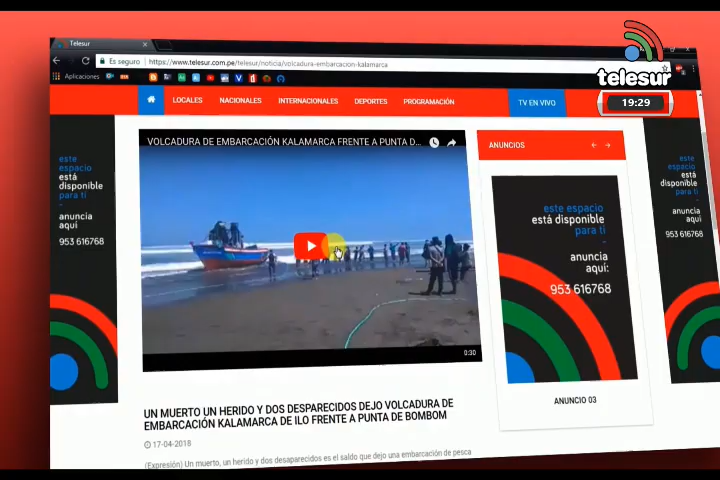 Telesur
telesur
19:29
Es seguro
https://www.telesur.com.pe/telesur/noticia/volcadura-embarcacion-kalamarca
Aplicaciones
LOCALES NACIONALES INTERNACIONALES DEPORTES PROGRAMACIÓN TV EN VIVO
VOLCADURA DE EMBARCACIÓN KALAMARCA FRENTE A PUNTA D...
0:30
ANUNCIOS
este
espacio
está
disponible
para ti
-
anuncia
aquí
953 616768
este espacio
está disponible
para ti
-
anuncia
aquí:
953 616768
este
espacio
está
disponible
para ti
-
anuncia
aquí
953 616768
ANUNCIO 03
UN MUERTO UN HERIDO Y DOS DESPARECIDOS DEJO VOLCADURA DE
EMBARCACIÓN KALAMARCA DE ILO FRENTE A PUNTA DE BOMBOM
17-04-2018
(Expresión) Un muerto, un herido y dos desaparecidos es el saldo que dejo una embarcación de pesca